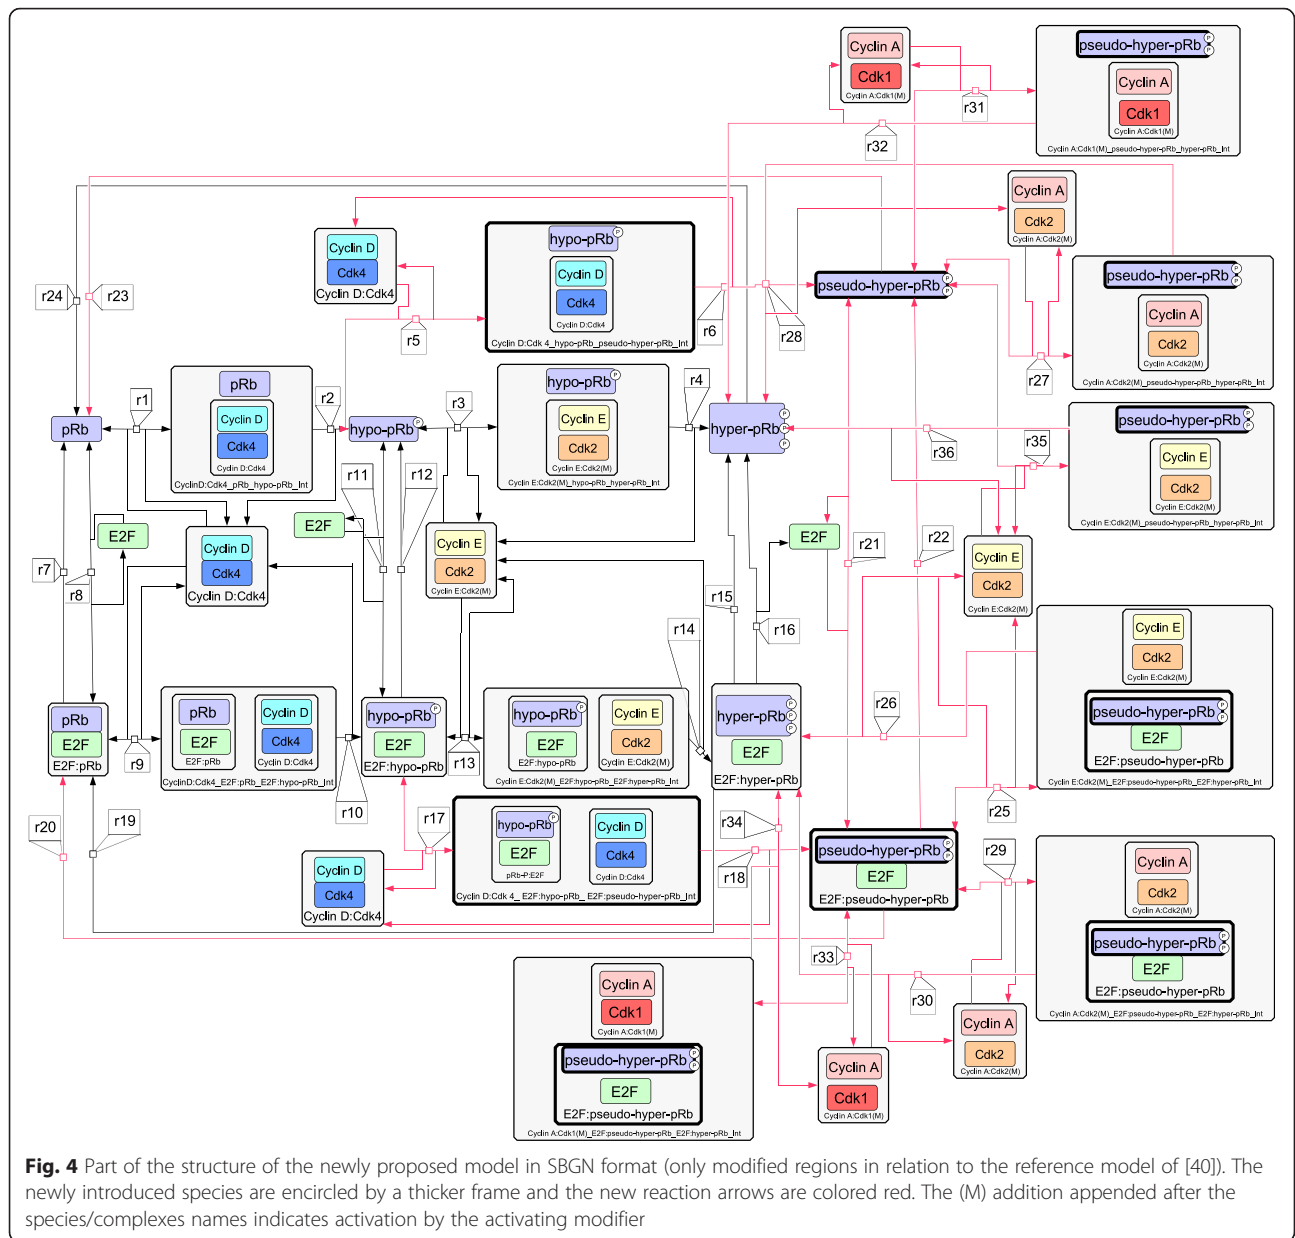 Cyclin A
Cdk1
Cyclin A:Cdk1(M)
r31
r32
pseudo-hyper-pRb
P
P
Cyclin A
Cdk1
Cyclin A:Cdk1(M)
Cyclin A:Cdk1(M)_pseudo-hyper-pRb_hyper-pRb_Int
Cyclin A
Cdk2
Cyclin A:Cdk2(M)
Cyclin D
Cdk4
Cyclin D:Cdk4
r5
hypo-pRb
P
Cyclin D
Cdk4
Cyclin D:Cdk4
Cyclin D:Cdk 4_hypo-pRb_pseudo-hyper-pRb_Int
r6
r28
pseudo-hyper-pRb
P
P
r27
pseudo-hyper-pRb
P
P
Cyclin A
Cdk2
Cyclin A:Cdk2(M)
Cyclin A:Cdk2(M)_pseudo-hyper-pRb_hyper-pRb_Int
r24
r23
pRb
r1
pRb
Cyclin D
Cdk4
Cyclin D:Cdk4
CyclinD:Cdk4_pRb_hypo-pRb_Int
r2
hypo-pRb
P
r3
hypo-pRb
P
Cyclin E
Cdk2
Cyclin E:Cdk2(M)
Cyclin E:Cdk2(M)_hypo-pRb_hyper-pRb_Int
r4
hyper-pRb
P
P
P
r36
r35
pseudo-hyper-pRb
P
P
Cyclin E
Cdk2
Cyclin E:Cdk2(M)
Cyclin E:Cdk2(M)_pseudo-hyper-pRb_hyper-pRb_Int
r7
r8
E2F
Cyclin D
Cdk4
Cyclin D:Cdk4
E2F
r11
r12
Cyclin E
Cdk2
Cyclin E:Cdk2(M)
r15
r16
E2F
r21
r22
Cyclin E
Cdk2
Cyclin E:Cdk2(M)
pRb
E2F
E2F:pRb
r9
pRb
E2F
E2F:pRb
Cyclin D
Cdk4
Cyclin D:Cdk4
CyclinD:Cdk4_E2F:pRb_E2F:hypo-pRb_Int
r10
hypo-pRb
P
E2F
E2F:hypo-pRb
r13
hypo-pRb
P
E2F
E2F:hypo-pRb
Cyclin E
Cdk2
Cyclin E:Cdk2(M)
Cyclin E:Cdk2(M)_E2F:hypo-pRb_E2F:hyper-pRb_Int
r14
hyper-pRb
P
P
P
E2F
E2F:hyper-pRb
r26
Cyclin E
Cdk2
Cyclin E:Cdk2(M)
pseudo-hyper-pRb
P
P
E2F
E2F:pseudo-hyper-pRb
Cyclin E:Cdk2(M)_E2F:pseudo-hyper-pRb_E2F:hyper-pRb_Int
r25
r20
r19
r17
Cyclin D
Cdk4
Cyclin D:Cdk4
hypo-pRb
P
E2F
pRb-P:E2F
Cyclin D
Cdk4
Cyclin D:Cdk4
Cyclin D:Cdk 4_ E2F:hypo-pRb_ E2F:pseudo-hyper-pRb_Int
r34
r18
pseudo-hyper-pRb
P
P
E2F
E2F:pseudo-hyper-pRb
r29
Cyclin A
Cdk2
Cyclin A:Cdk2(M)
pseudo-hyper-pRb
P
P
E2F
E2F:pseudo-hyper-pRb
Cyclin A:Cdk2(M)_E2F:pseudo-hyper-pRb_E2F:hyper-pRb_Int
r33
r30
Cyclin A
Cdk1
Cyclin A:Cdk1(M)
pseudo-hyper-pRb
P
P
E2F
E2F:pseudo-hyper-pRb
Cyclin A:Cdk1(M)_E2F:pseudo-hyper-pRb_E2F:hyper-pRb_Int
Cyclin A
Cdk1
Cyclin A:Cdk1(M)
Cyclin A
Cdk2
Cyclin A:Cdk2(M)
Fig. 4 Part of the structure of the newly proposed model in SBGN format (only modified regions in relation to the reference model of [40]). The
newly introduced species are encircled by a thicker frame and the new reaction arrows are colored red. The (M) addition appended after the
species/complexes names indicates activation by the activating modifier